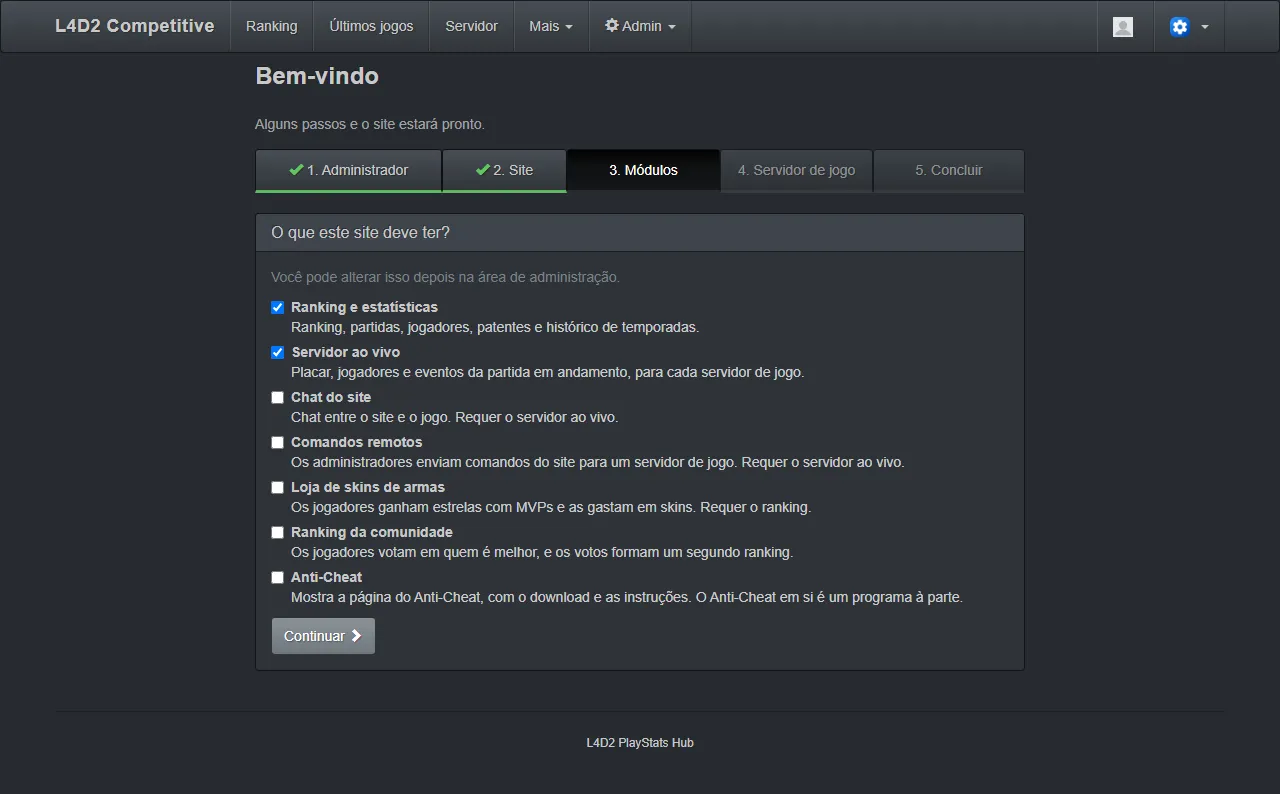 L4D2 Competitive Ranking Últimos jogos Servidor Mais Admin
Bem-vindo
Alguns passos e o site estará pronto.
1. Administrador 2. Site 3. Módulos 4. Servidor de jogo 5. Concluir
O que este site deve ter?
Você pode alterar isso depois na área de administração.
Ranking e estatísticas
Ranking, partidas, jogadores, patentes e histórico de temporadas.
Servidor ao vivo
Placar, jogadores e eventos da partida em andamento, para cada servidor de jogo.
Chat do site
Chat entre o site e o jogo. Requer o servidor ao vivo.
Comandos remotos
Os administradores enviam comandos do site para um servidor de jogo. Requer o servidor ao vivo.
Loja de skins de armas
Os jogadores ganham estrelas com MVPs e as gastam em skins. Requer o ranking.
Ranking da comunidade
Os jogadores votam em quem é melhor, e os votos formam um segundo ranking.
Anti-Cheat
Mostra a página do Anti-Cheat, com o download e as instruções. O Anti-Cheat em si é um programa à parte.
Continuar
L4D2 PlayStats Hub